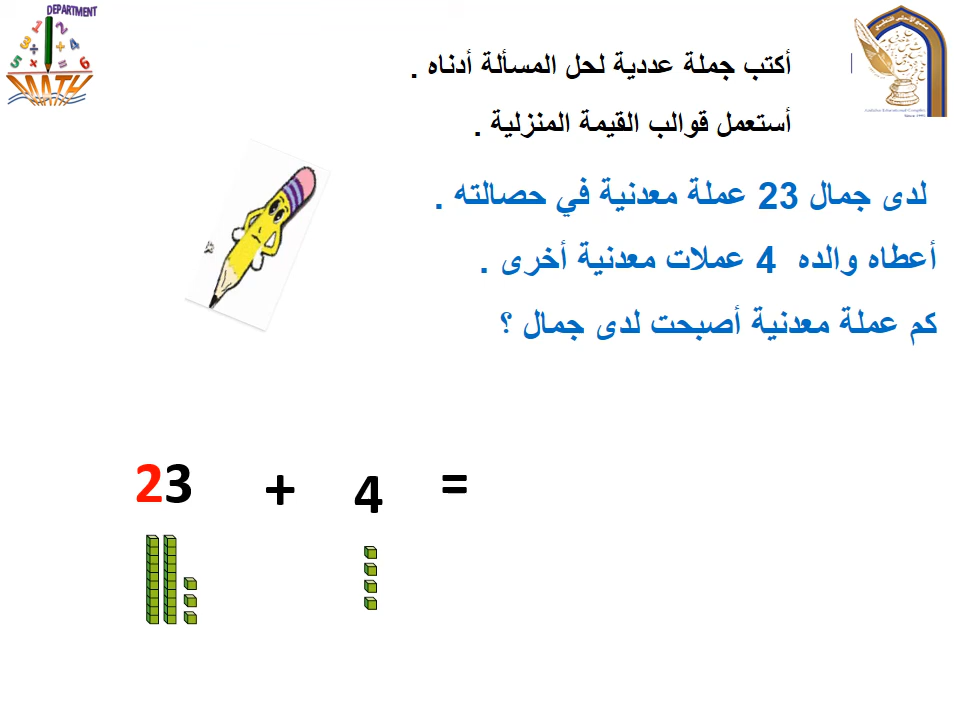 DEPARTMENT
MATH
أكتب جملة عددية لحل المسألة أدناه .
أستعمل قوالب القيمة المنزلية .
لدى جمال 23 عملة معدنية في حصالته .
أعطاه والده 4 عملات معدنية أخرى .
كم عملة معدنية أصبحت لدى جمال ؟
23 + 4 =